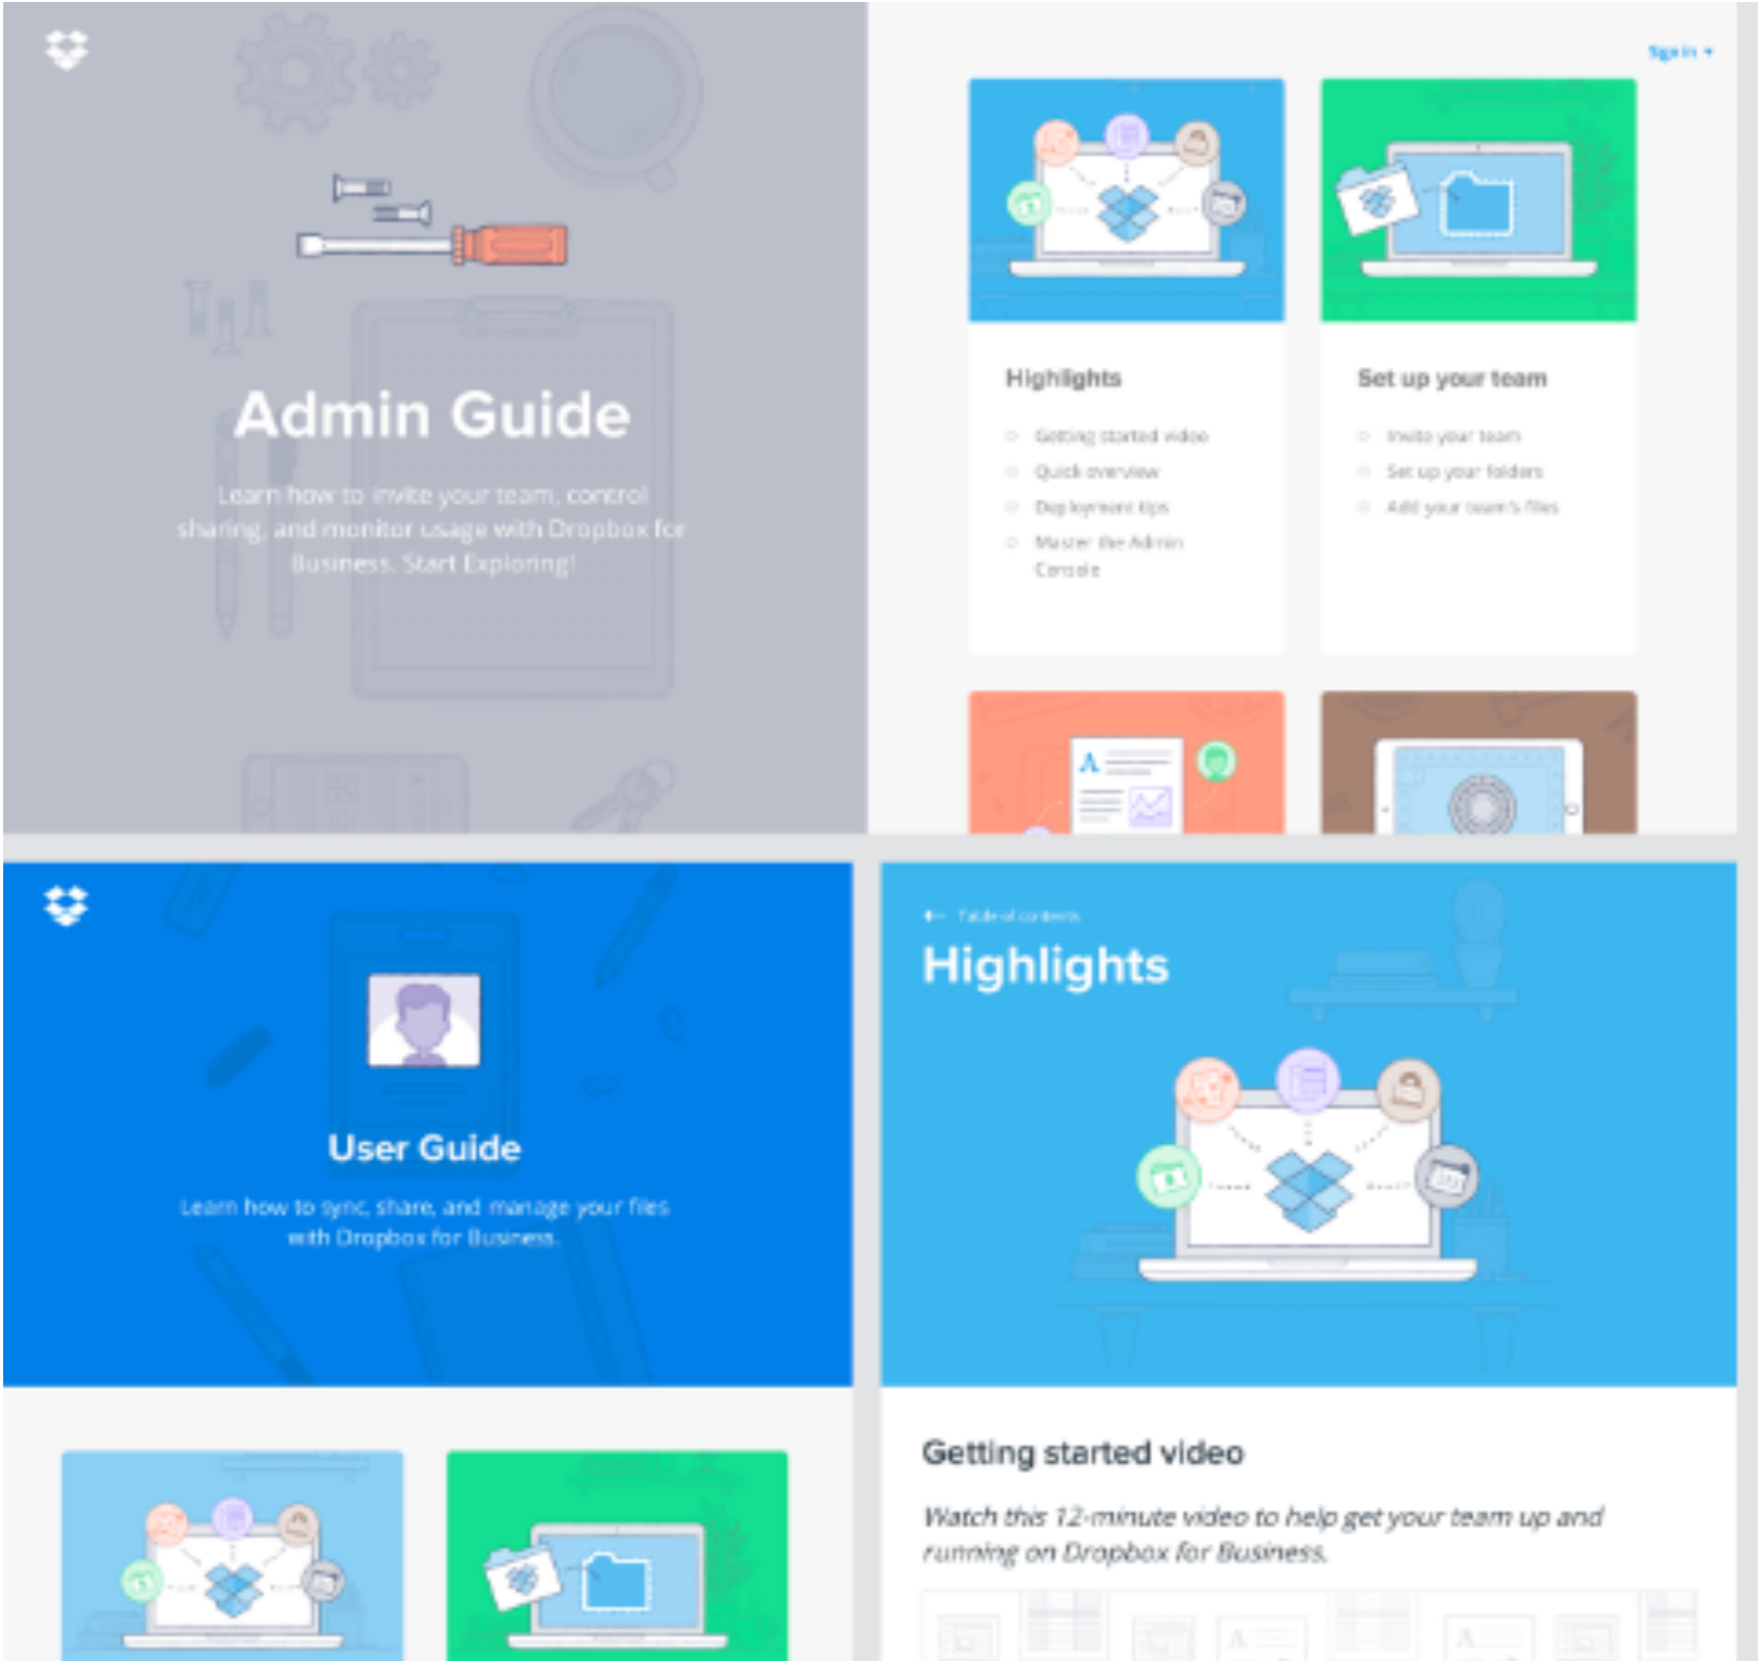 Sign in
Admin Guide
Learn how to invite your team, control
sharing, and monitor usage with Dropbox for
Business. Start Exploring!
Highlights
Getting started video
Quick overview
Deployment tips
Master the Admin
Console
Set up your team
Invite your team
Set up your folders
Add your team's files
A
User Guide
Learn how to sync, share, and manage your files
with Dropbox for Business.
Table of contents
Highlights
Getting started video
Watch this 12-minute video to help get your team up and
running on Dropbox for Business.
A
A